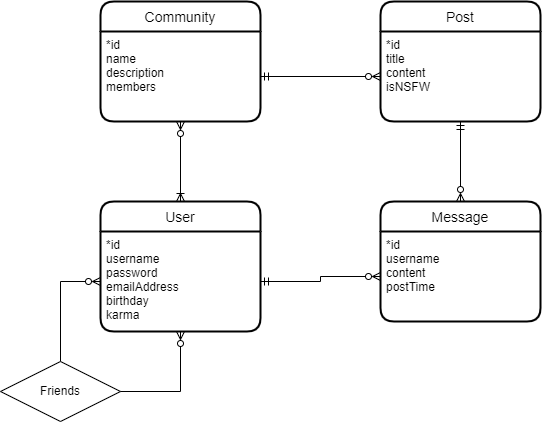 Community
*id
name
description
members
Post
*id
title
content
isNSFW
User
*id
username
password
emailAddress
birthday
karma
Message
*id
username
content
postTime
Friends